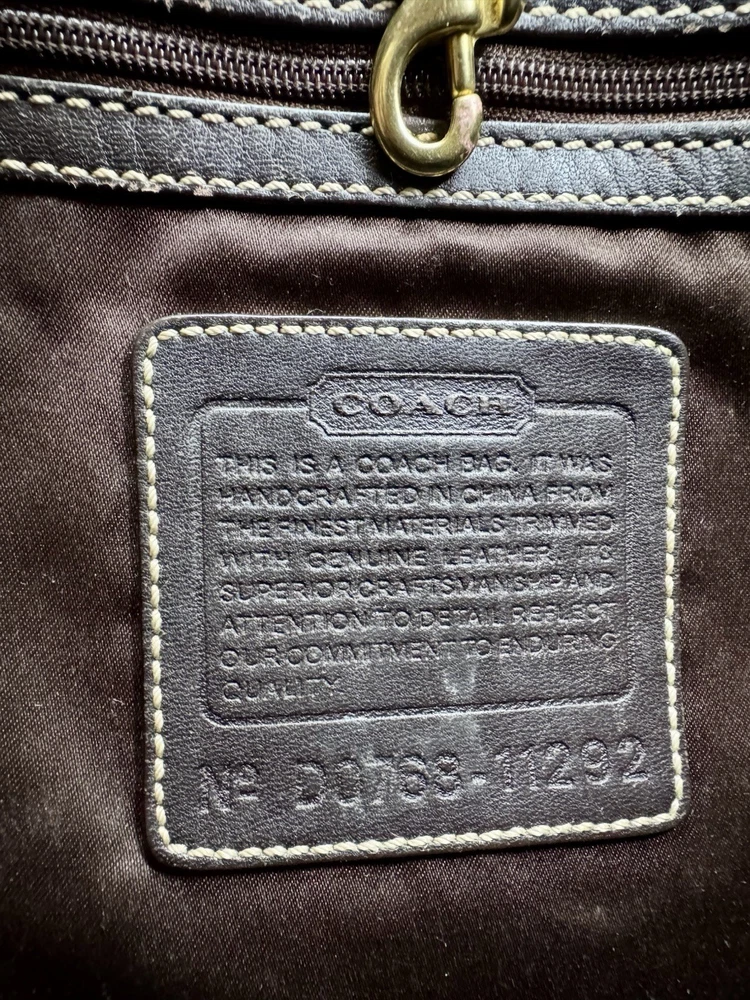 COACH
THIS IS A COACH BAG. IT WAS
HANDCRAFTED IN CHINA FROM
THE FINEST MATERIALS TRIMMED
WITH GENUINE LEATHER. ITS
SUPERIOR CRAFTSMANSHIP AND
ATTENTION TO DETAIL REFLECT
OUR COMMITMENT TO ENDURING
QUALITY.
Nº D0768-11292